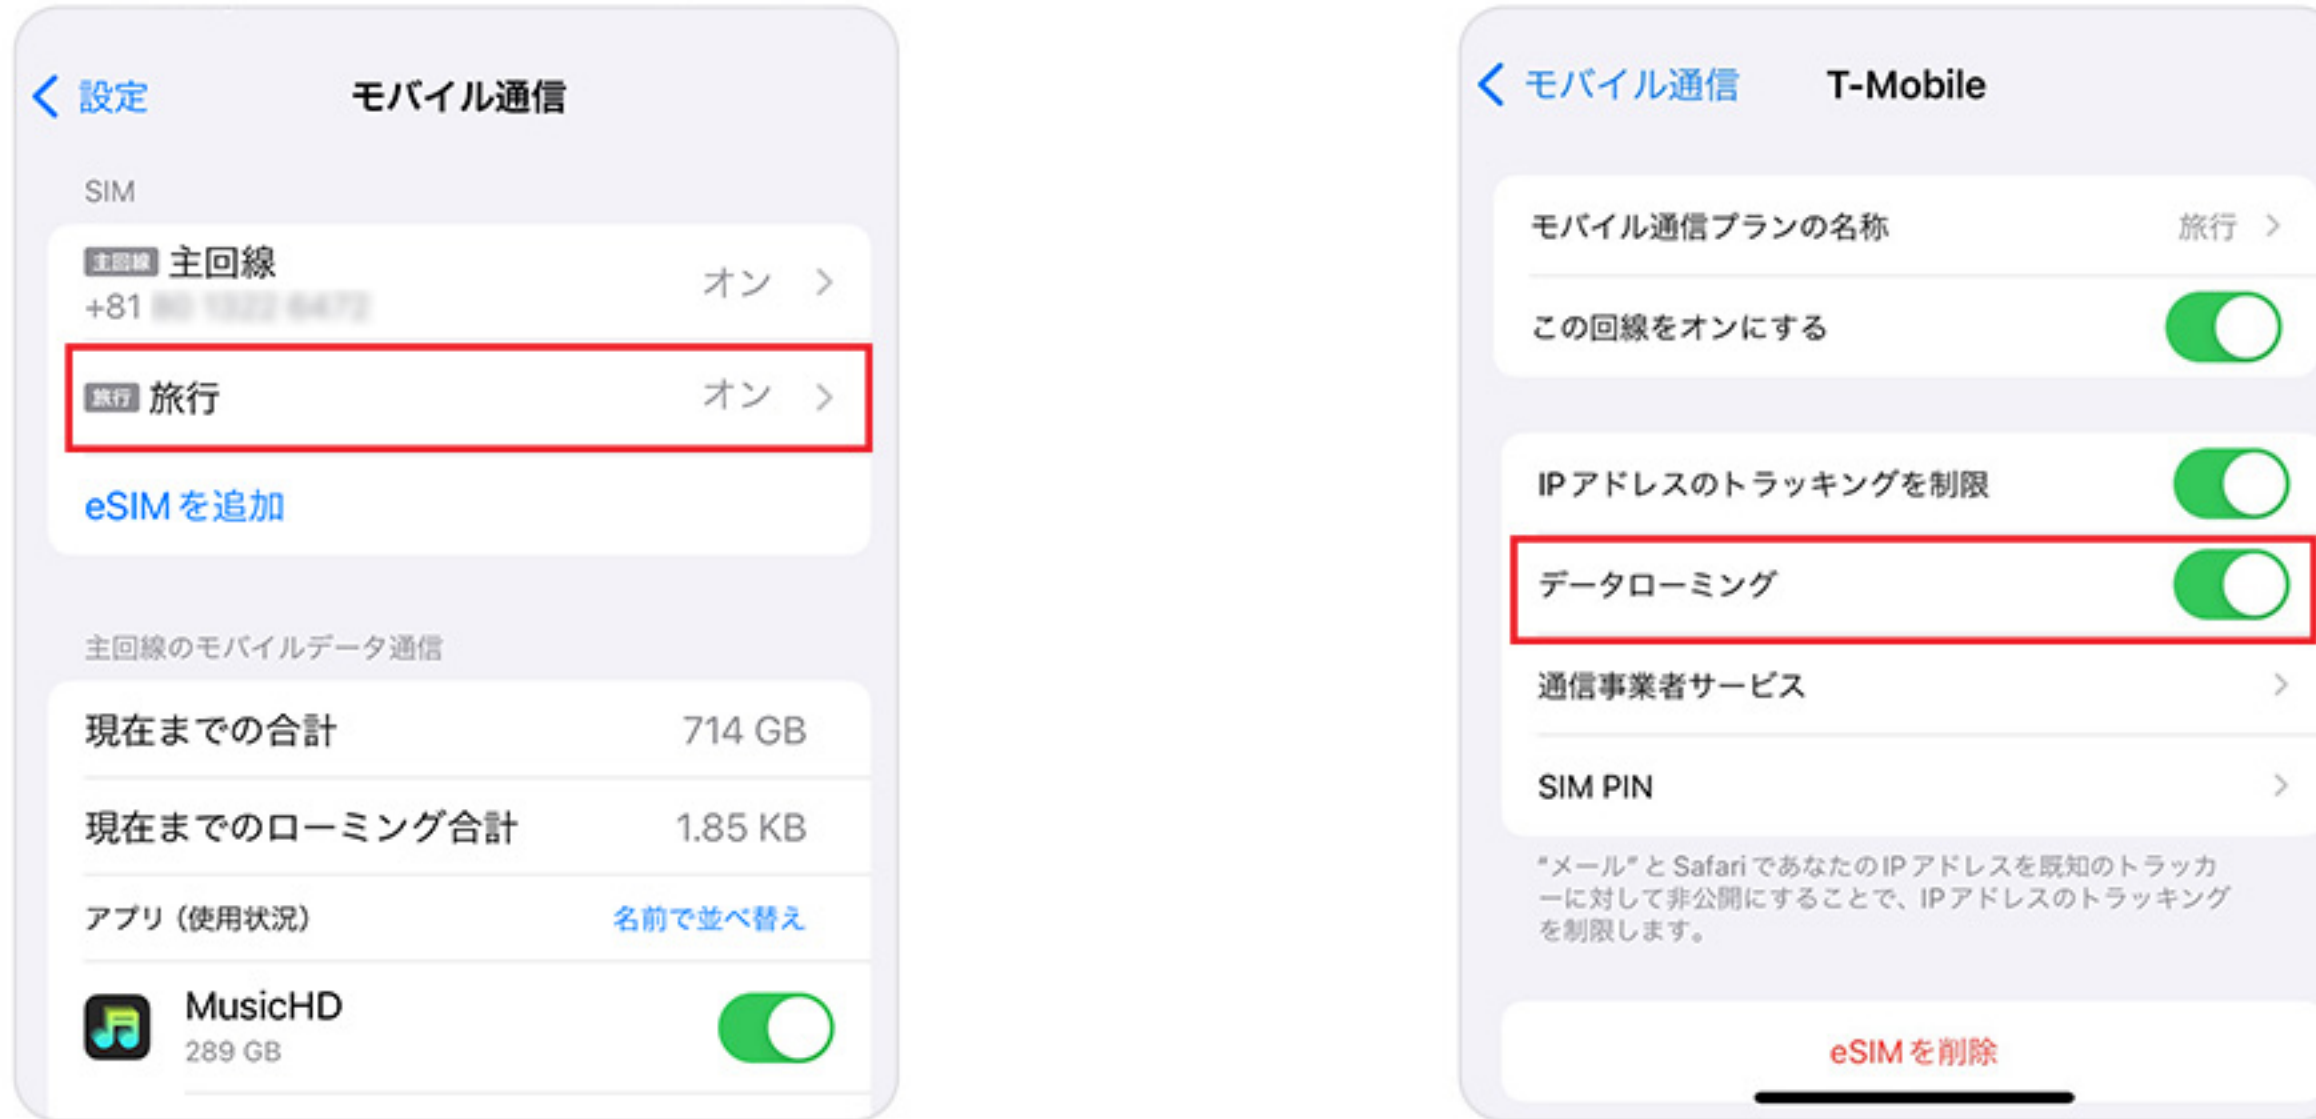 設定
モバイル通信
SIM
主回線 主回線
+81
オン
旅行 旅行
オン
eSIMを追加
主回線のモバイルデータ通信
現在までの合計
714 GB
現在までのローミング合計
1.85 KB
アプリ（使用状況）
名前で並べ替え
MusicHD
289 GB
モバイル通信
T-Mobile
モバイル通信プランの名称
旅行
この回線をオンにする
IPアドレスのトラッキングを制限
データローミング
通信事業者サービス
SIM PIN
"メール"とSafariであなたのIPアドレスを既知のトラッカ
ーに対して非公開にすることで、IPアドレスのトラッキング
を制限します。
eSIMを削除